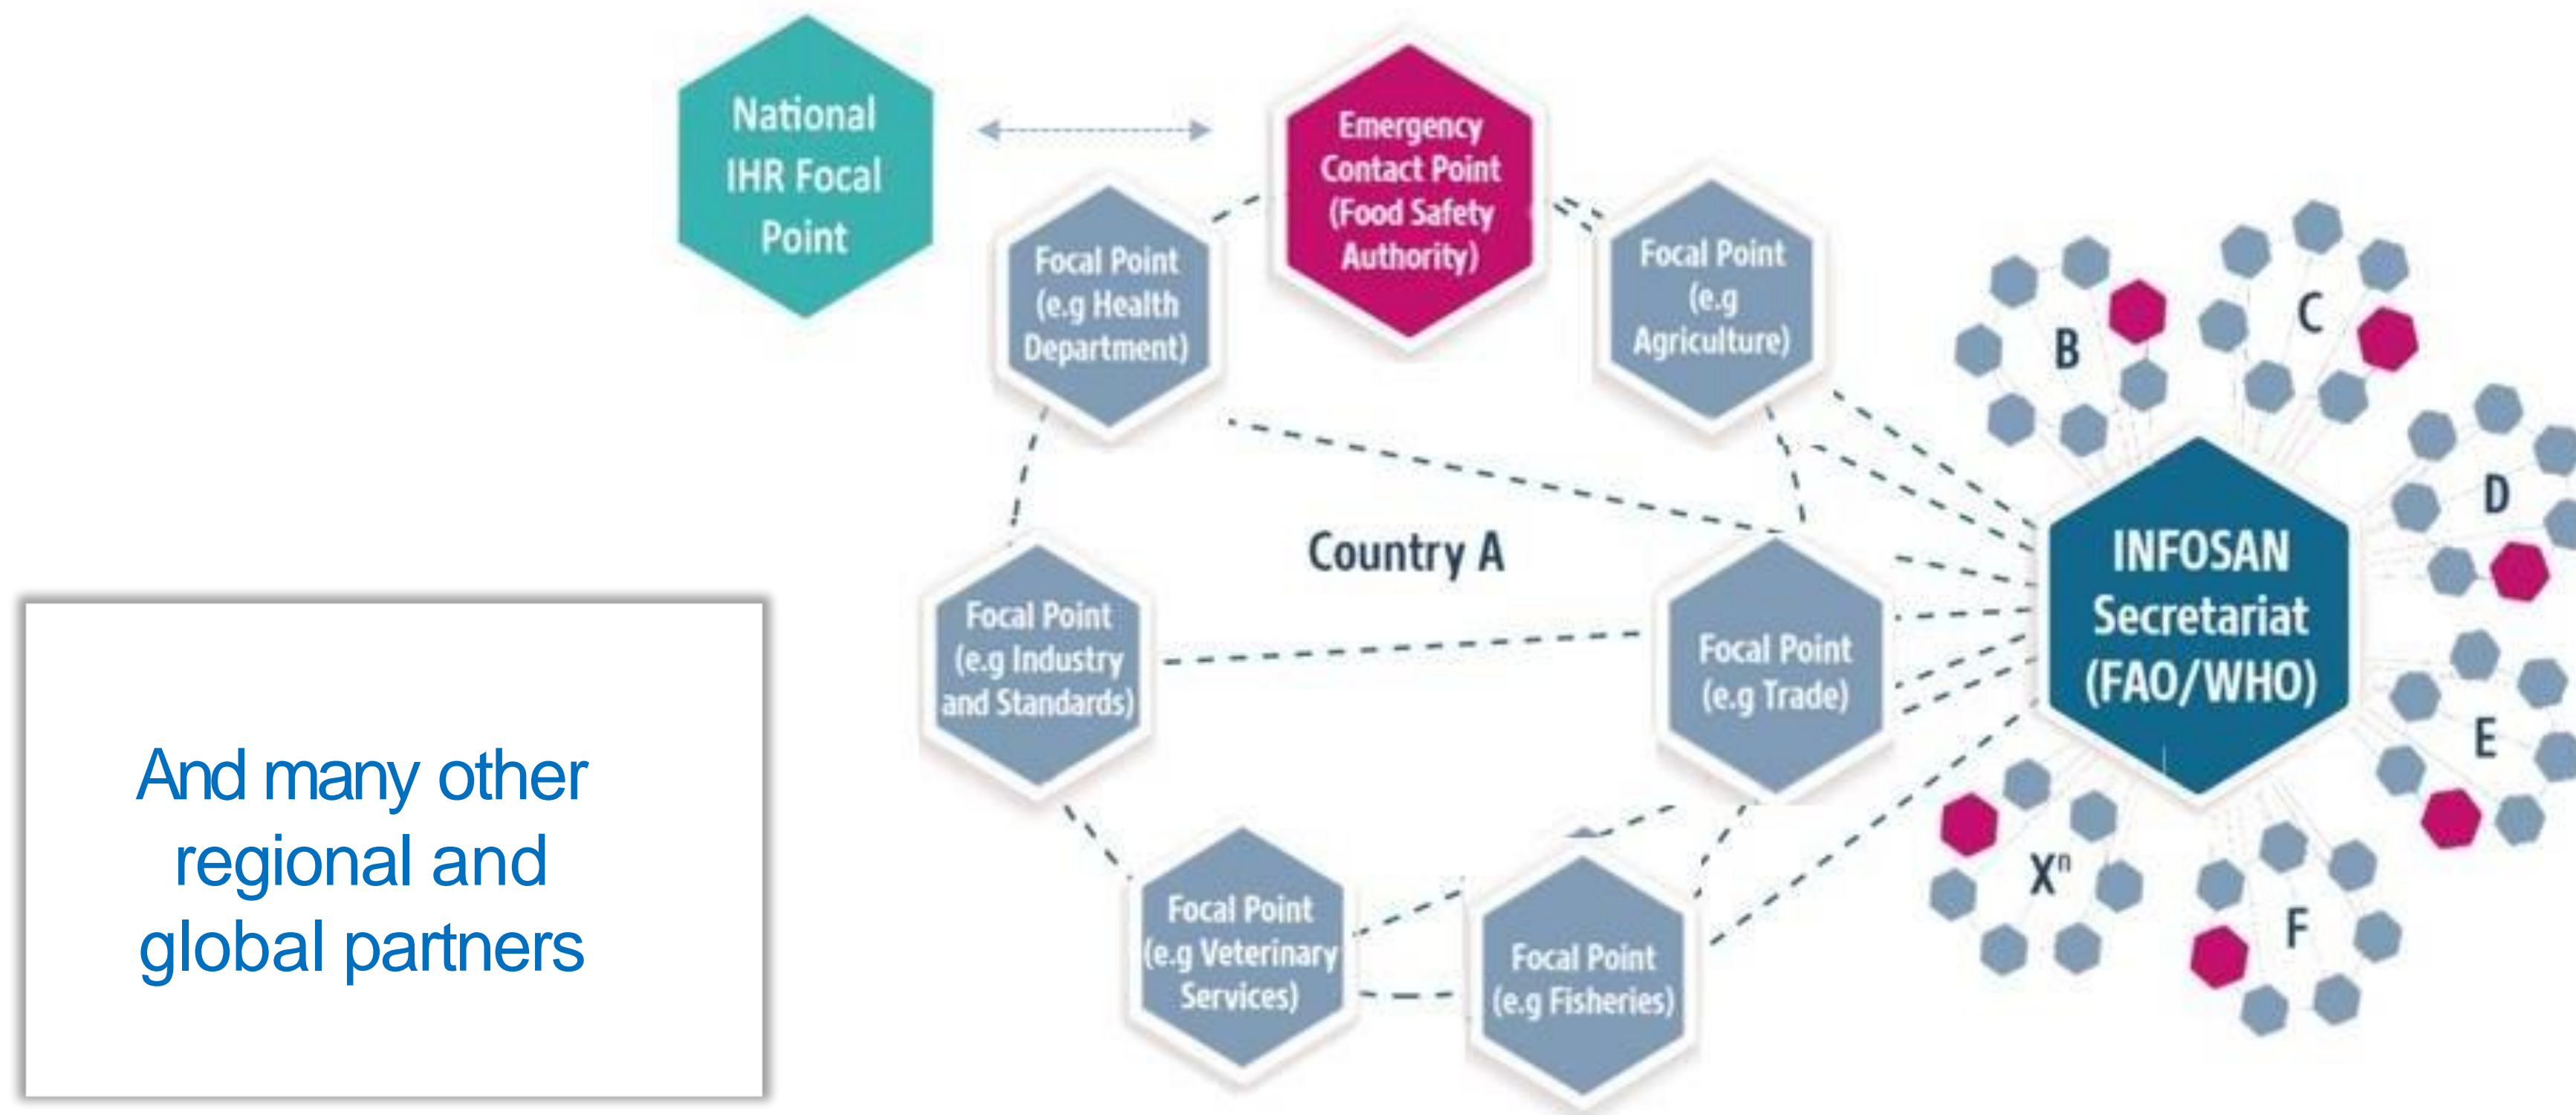 National
IHR Focal
Point
Emergency
Contact Point
(Food Safety
Authority)
Focal Point
(e.g Health
Department)
Focal Point
(e.g
Agriculture)
B
C
D
Country A
INFOSAN
Secretariat
(FAO/WHO)
Focal Point
(e.g Industry
and Standards)
Focal Point
(e.g Trade)
E
And many other
regional and
global partners
Xⁿ
F
Focal Point
(e.g Veterinary
Services)
Focal Point
(e.g Fisheries)